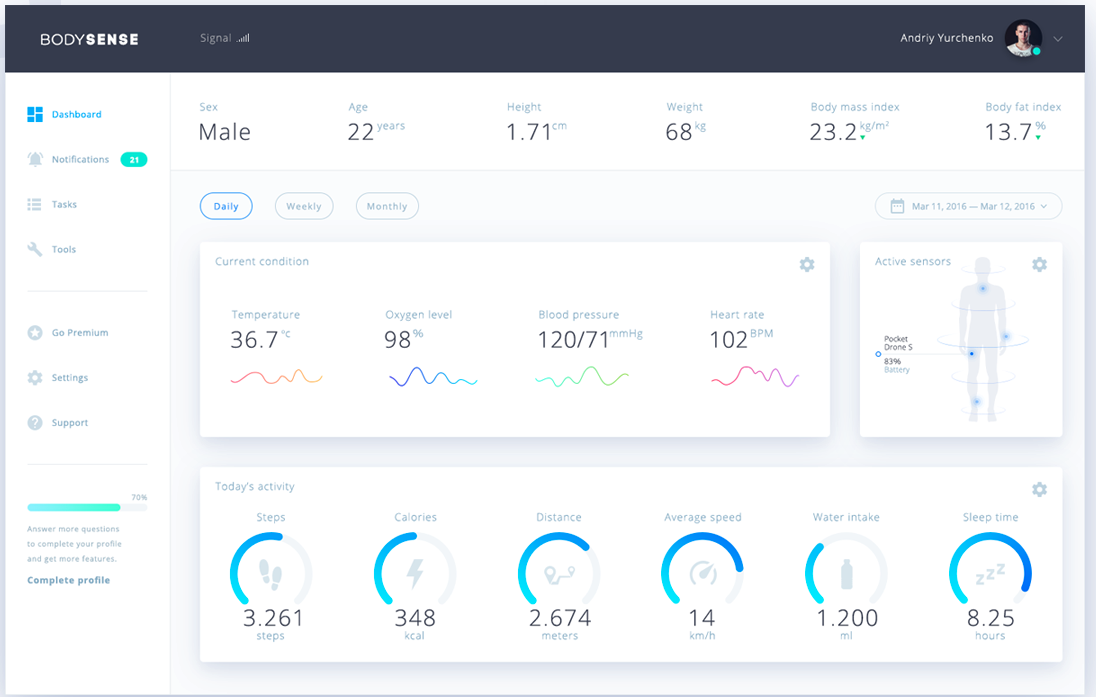 BODYSENSE
Signal
Andriy Yurchenko
Dashboard
Notifications 21
Tasks
Tools
Go Premium
Settings
Support
70%
Answer more questions
to complete your profile
and get more features.
Complete profile
Sex Age Height Weight Body mass index Body fat index
Male 22 years 1.71 cm 68 kg 23.2 kg/m² 13.7 %
Daily Weekly Monthly
Mar 11, 2016 — Mar 12, 2016
Current condition
Temperature Oxygen level Blood pressure Heart rate
36.7 °c 98 % 120/71 mmHg 102 BPM
Active sensors
Pocket
Drone S
83%
Battery
Today's activity
Steps Calories Distance Average speed Water intake Sleep time
zzz
3.261 348 2.674 14 1.200 8.25
steps kcal meters km/h ml hours